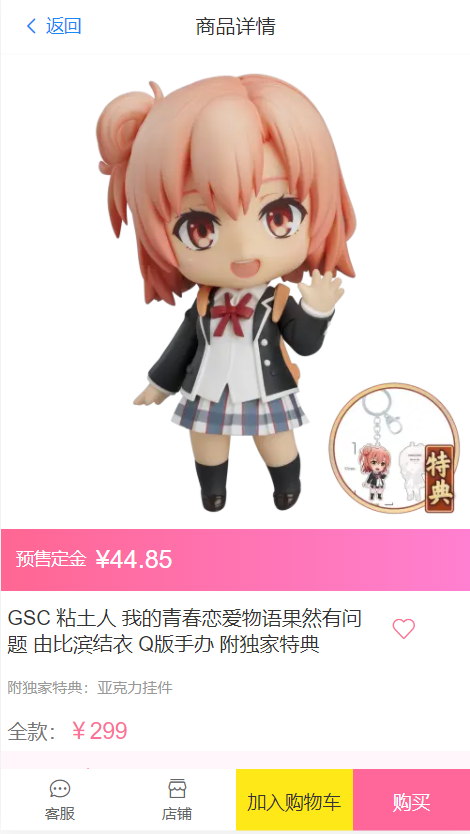 返回
商品详情
特典
预售定金 ¥44.85
GSC 粘土人 我的青春恋爱物语果然有问
题 由比滨结衣 Q版手办 附独家特典
附独家特典：亚克力挂件
全款：￥299
客服
店铺
加入购物车
购买